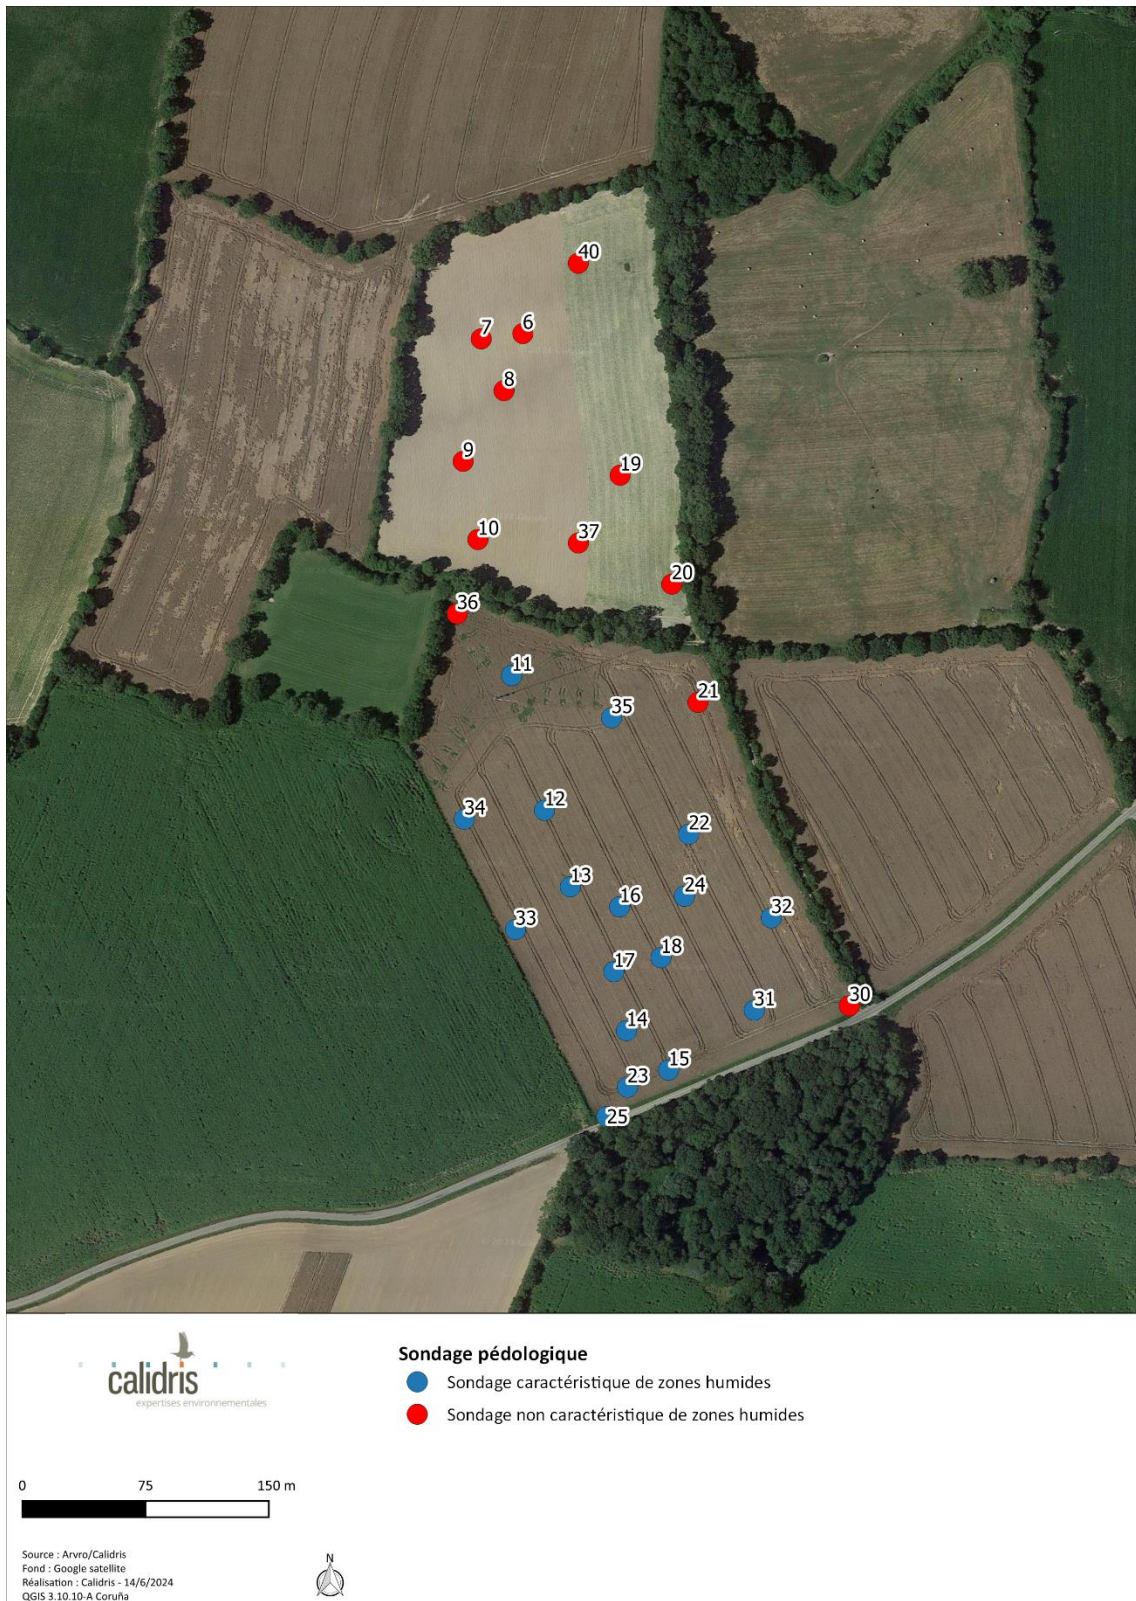 40
7
6
8
9
19
10
37
20
36
11
21
35
34
12
22
13
16
24
32
33
18
17
31
30
14
15
23
25
calidris
expertises environnementales
Sondage pédologique
Sondage caractéristique de zones humides
Sondage non caractéristique de zones humides
0 75 150 m
Source : Arvro/Calidris
Fond : Google satellite
Réalisation : Calidris - 14/6/2024
QGIS 3.10.10-A Coruña
N